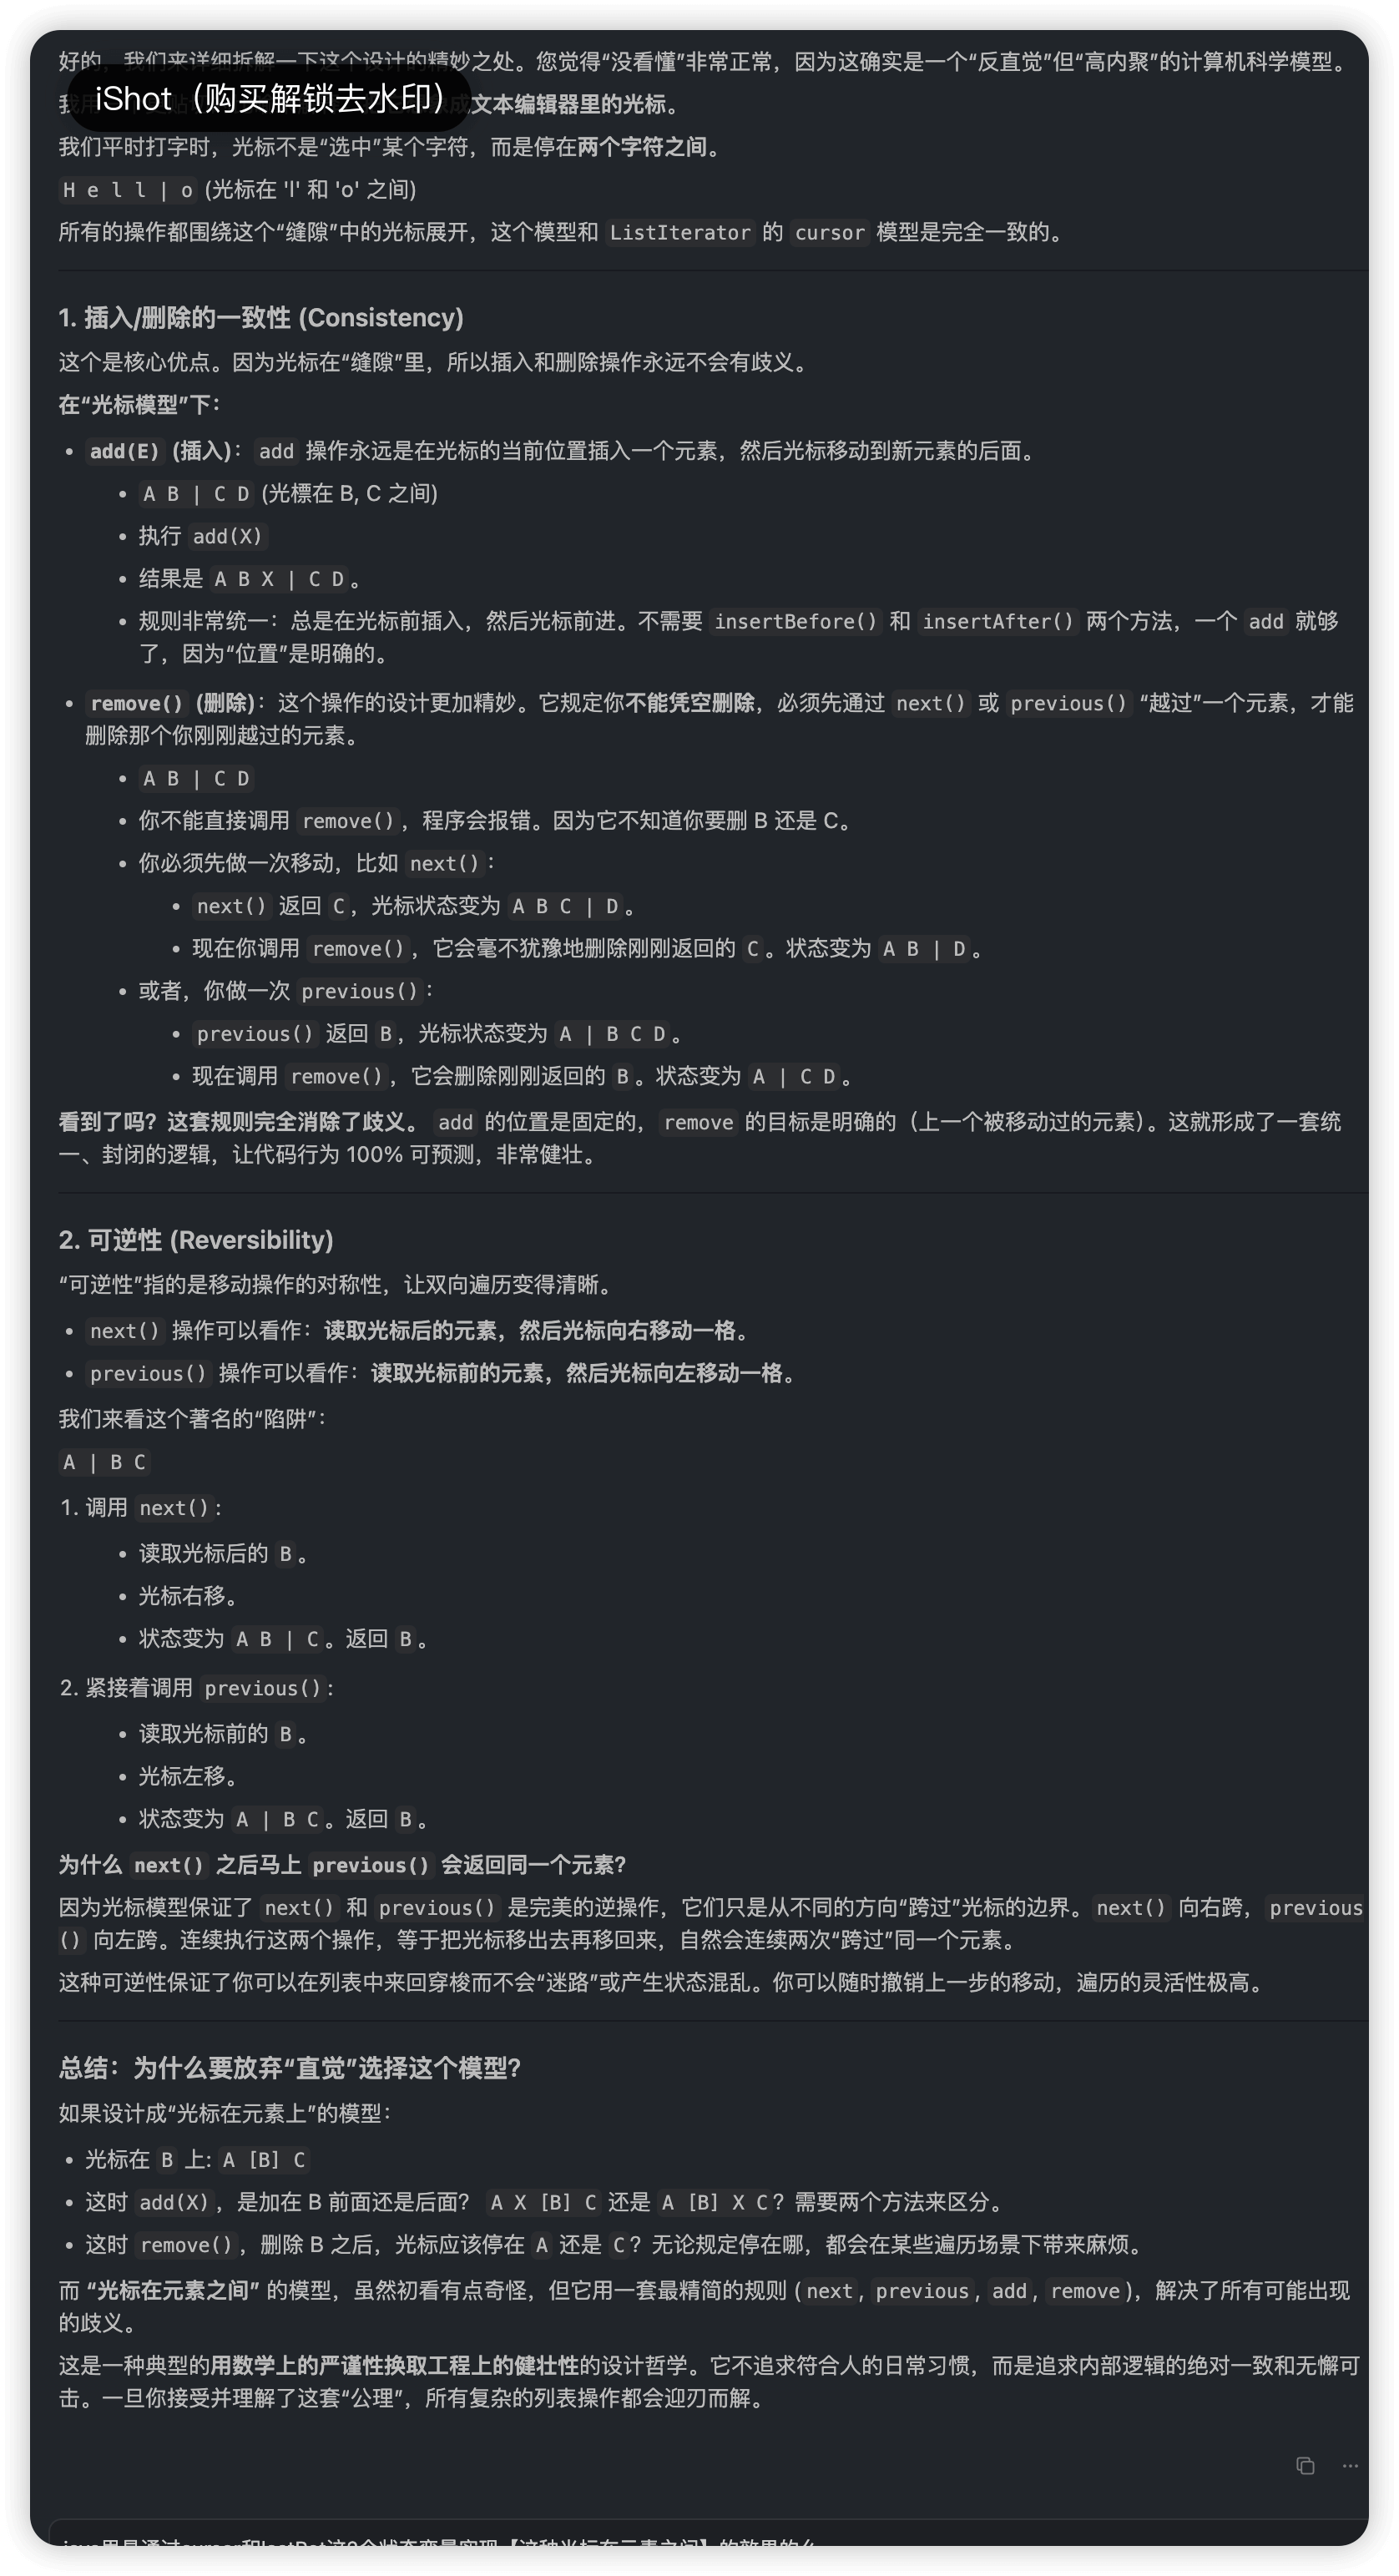 好的，我们来详细拆解一下这个设计的精妙之处。您觉得“没看懂”非常正常，因为这确实是一个“反直觉”但“高内聚”的计算机科学模型。
iShot（购买解锁去水印）
文本编辑器里的光标。
我们平时打字时，光标不是“选中”某个字符，而是停在两个字符之间。
H e l l | o (光标在 'l' 和 'o' 之间)
所有的操作都围绕这个“缝隙”中的光标展开，这个模型和 ListIterator 的 cursor 模型是完全一致的。
1. 插入/删除的一致性 (Consistency)
这个是核心优点。因为光标在“缝隙”里，所以插入和删除操作永远不会有歧义。
在“光标模型”下：
• add(E) (插入)： add 操作永远是在光标的当前位置插入一个元素，然后光标移动到新元素的后面。
• A B | C D (光標在 B, C 之间)
• 执行 add(X)
• 结果是 A B X | C D。
• 规则非常统一：总是在光标前插入，然后光标前进。不需要 insertBefore() 和 insertAfter() 两个方法，一个 add 就够
了，因为“位置”是明确的。
• remove() (删除)：这个操作的设计更加精妙。它规定你不能凭空删除，必须先通过 next() 或 previous() “越过”一个元素，才能
删除那个你刚刚越过的元素。
• A B | C D
• 你不能直接调用 remove()，程序会报错。因为它不知道你要删 B 还是 C。
• 你必须先做一次移动，比如 next()：
• next() 返回 C，光标状态变为 A B C | D。
• 现在你调用 remove()，它会毫不犹豫地删除刚刚返回的 C。状态变为 A B | D。
• 或者，你做一次 previous()：
• previous() 返回 B，光标状态变为 A | B C D。
• 现在调用 remove()，它会删除刚刚返回的 B。状态变为 A | C D。
看到了吗？这套规则完全消除了歧义。 add 的位置是固定的， remove 的目标是明确的（上一个被移动过的元素）。这就形成了一套统
一、封闭的逻辑，让代码行为 100% 可预测，非常健壮。
2. 可逆性 (Reversibility)
“可逆性”指的是移动操作的对称性，让双向遍历变得清晰。
• next() 操作可以看作：读取光标后的元素，然后光标向右移动一格。
• previous() 操作可以看作：读取光标前的元素，然后光标向左移动一格。
我们来看这个著名的“陷阱”：
A | B C
1. 调用 next()：
• 读取光标后的 B。
• 光标右移。
• 状态变为 A B | C。返回 B。
2. 紧接着调用 previous()：
• 读取光标前的 B。
• 光标左移。
• 状态变为 A | B C。返回 B。
为什么 next() 之后马上 previous() 会返回同一个元素？
因为光标模型保证了 next() 和 previous() 是完美的逆操作，它们只是从不同的方向“跨过”光标的边界。next() 向右跨，previous
() 向左跨。连续执行这两个操作，等于把光标移出去再移回来，自然会连续两次“跨过”同一个元素。
这种可逆性保证了你可以在列表中来回穿梭而不会“迷路”或产生状态混乱。你可以随时撤销上一步的移动，遍历的灵活性极高。
总结：为什么要放弃“直觉”选择这个模型？
如果设计成“光标在元素上”的模型：
• 光标在 B 上：A [B] C
• 这时 add(X)，是加在 B 前面还是后面？ A X [B] C 还是 A [B] X C？需要两个方法来区分。
• 这时 remove()，删除 B 之后，光标应该停在 A 还是 C？无论规定停在哪，都会在某些遍历场景下带来麻烦。
而 “光标在元素之间” 的模型，虽然初看有点奇怪，但它用一套最精简的规则 (next, previous, add, remove)，解决了所有可能出现
的歧义。
这是一种典型的用数学上的严谨性换取工程上的健壮性的设计哲学。它不追求符合人的日常习惯，而是追求内部逻辑的绝对一致和无懈可
击。一旦你接受并理解了这套“公理”，所有复杂的列表操作都会迎刃而解。